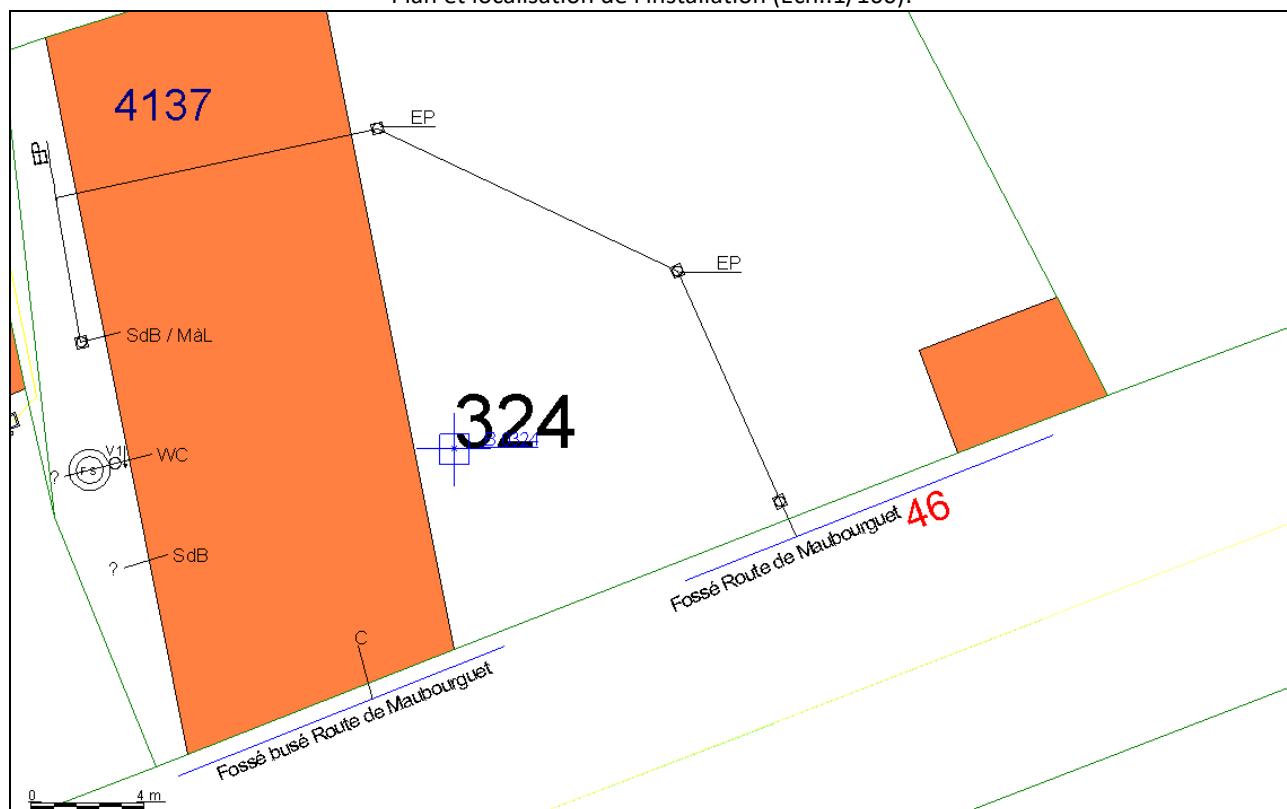 Plan et localisation de l'installation (Ech.:1/100):
4137
EP
EP
EP
SdB / MàL
324
B 324
V1
WC
? FS
SdB
?
C
46
Fossé Route de Maubourguet
Fossé busé Route de Maubourguet
0 4 m